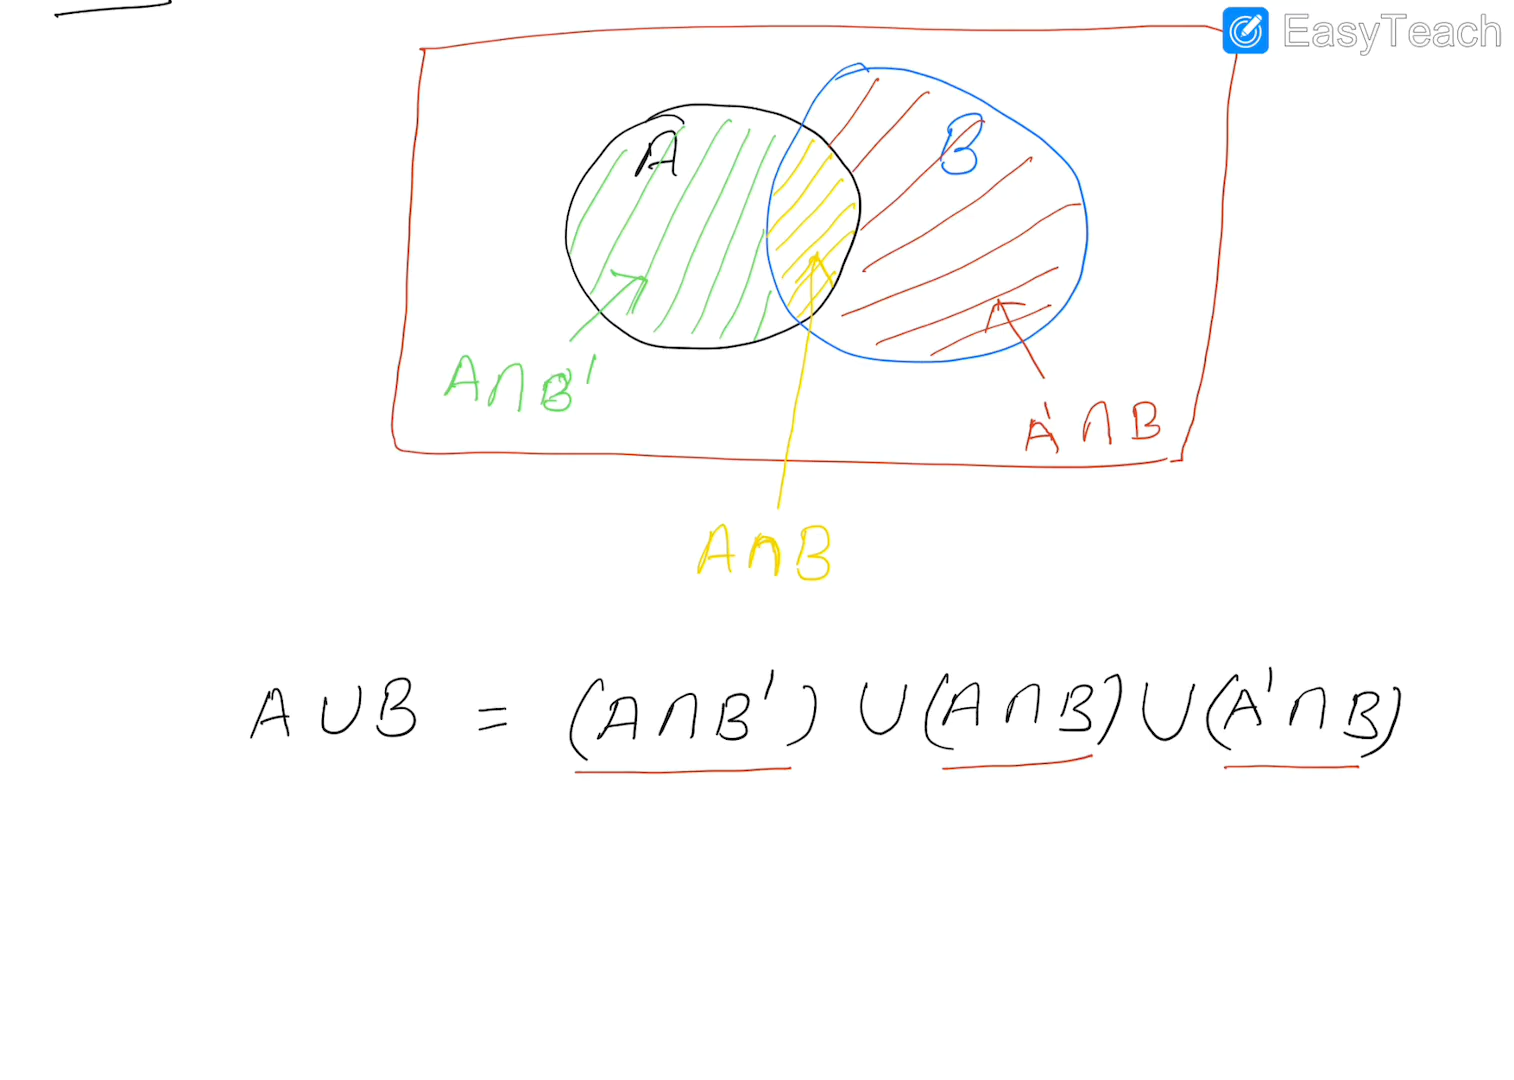 EasyTeach
A B
A∩B'
A'∩B
A∩B
A∪B = (A∩B') ∪ (A∩B) ∪ (A'∩B)